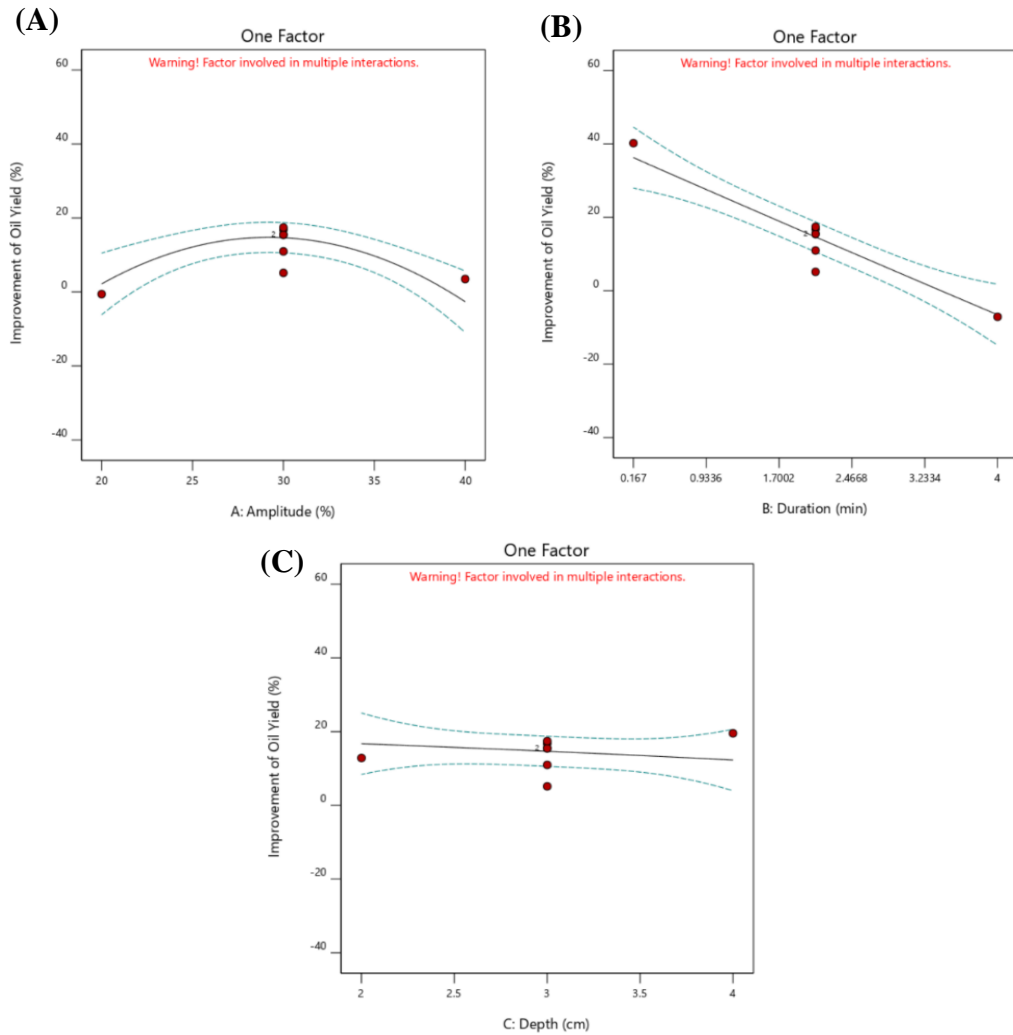 (A)
One Factor
Warning! Factor involved in multiple interactions.
Improvement of Oil Yield (%)
60
40
20
0
-20
-40
2
20
25
30
35
40
A: Amplitude (%)
(B)
One Factor
Warning! Factor involved in multiple interactions.
Improvement of Oil Yield (%)
60
40
20
0
-20
-40
2
0.167
0.9336
1.7002
2.4668
3.2334
4
B: Duration (min)
(C)
One Factor
Warning! Factor involved in multiple interactions.
Improvement of Oil Yield (%)
60
40
20
0
-20
-40
2
2
2.5
3
3.5
4
C: Depth (cm)